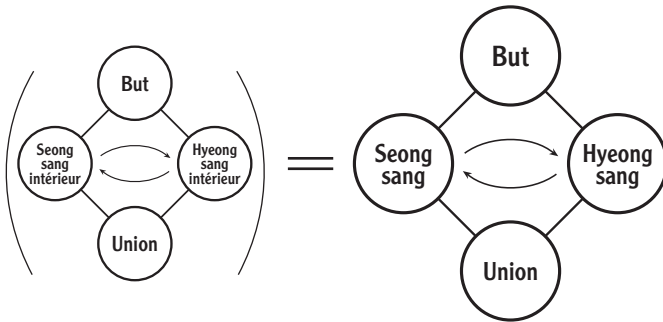 But
Seong
sang
intérieur
Hyeong
sang
intérieur
Union
But
Seong
sang
Hyeong
sang
Union